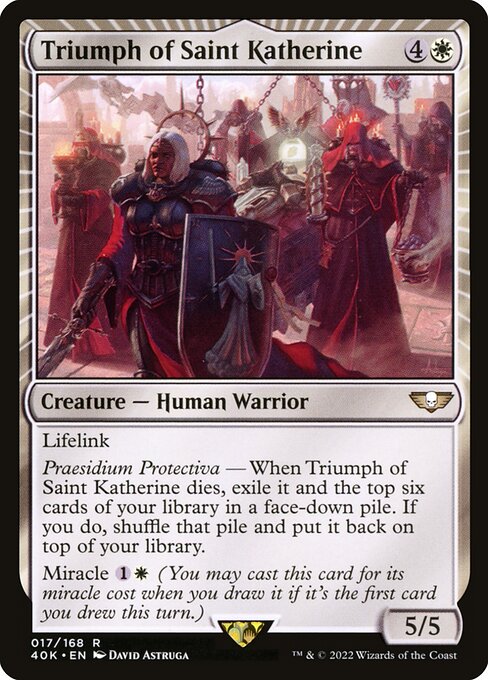 Triumph of Saint Katherine 4
Creature — Human Warrior
Lifelink
Praesidium Protectiva — When Triumph of
Saint Katherine dies, exile it and the top six
cards of your library in a face-down pile. If
you do, shuffle that pile and put it back on
top of your library.
Miracle 1 (You may cast this card for its
miracle cost when you draw it if it's the first card
you drew this turn.)
5/5
017/168 R
40K • EN DAVID ASTRUGA
™ & © 2022 Wizards of the Coast